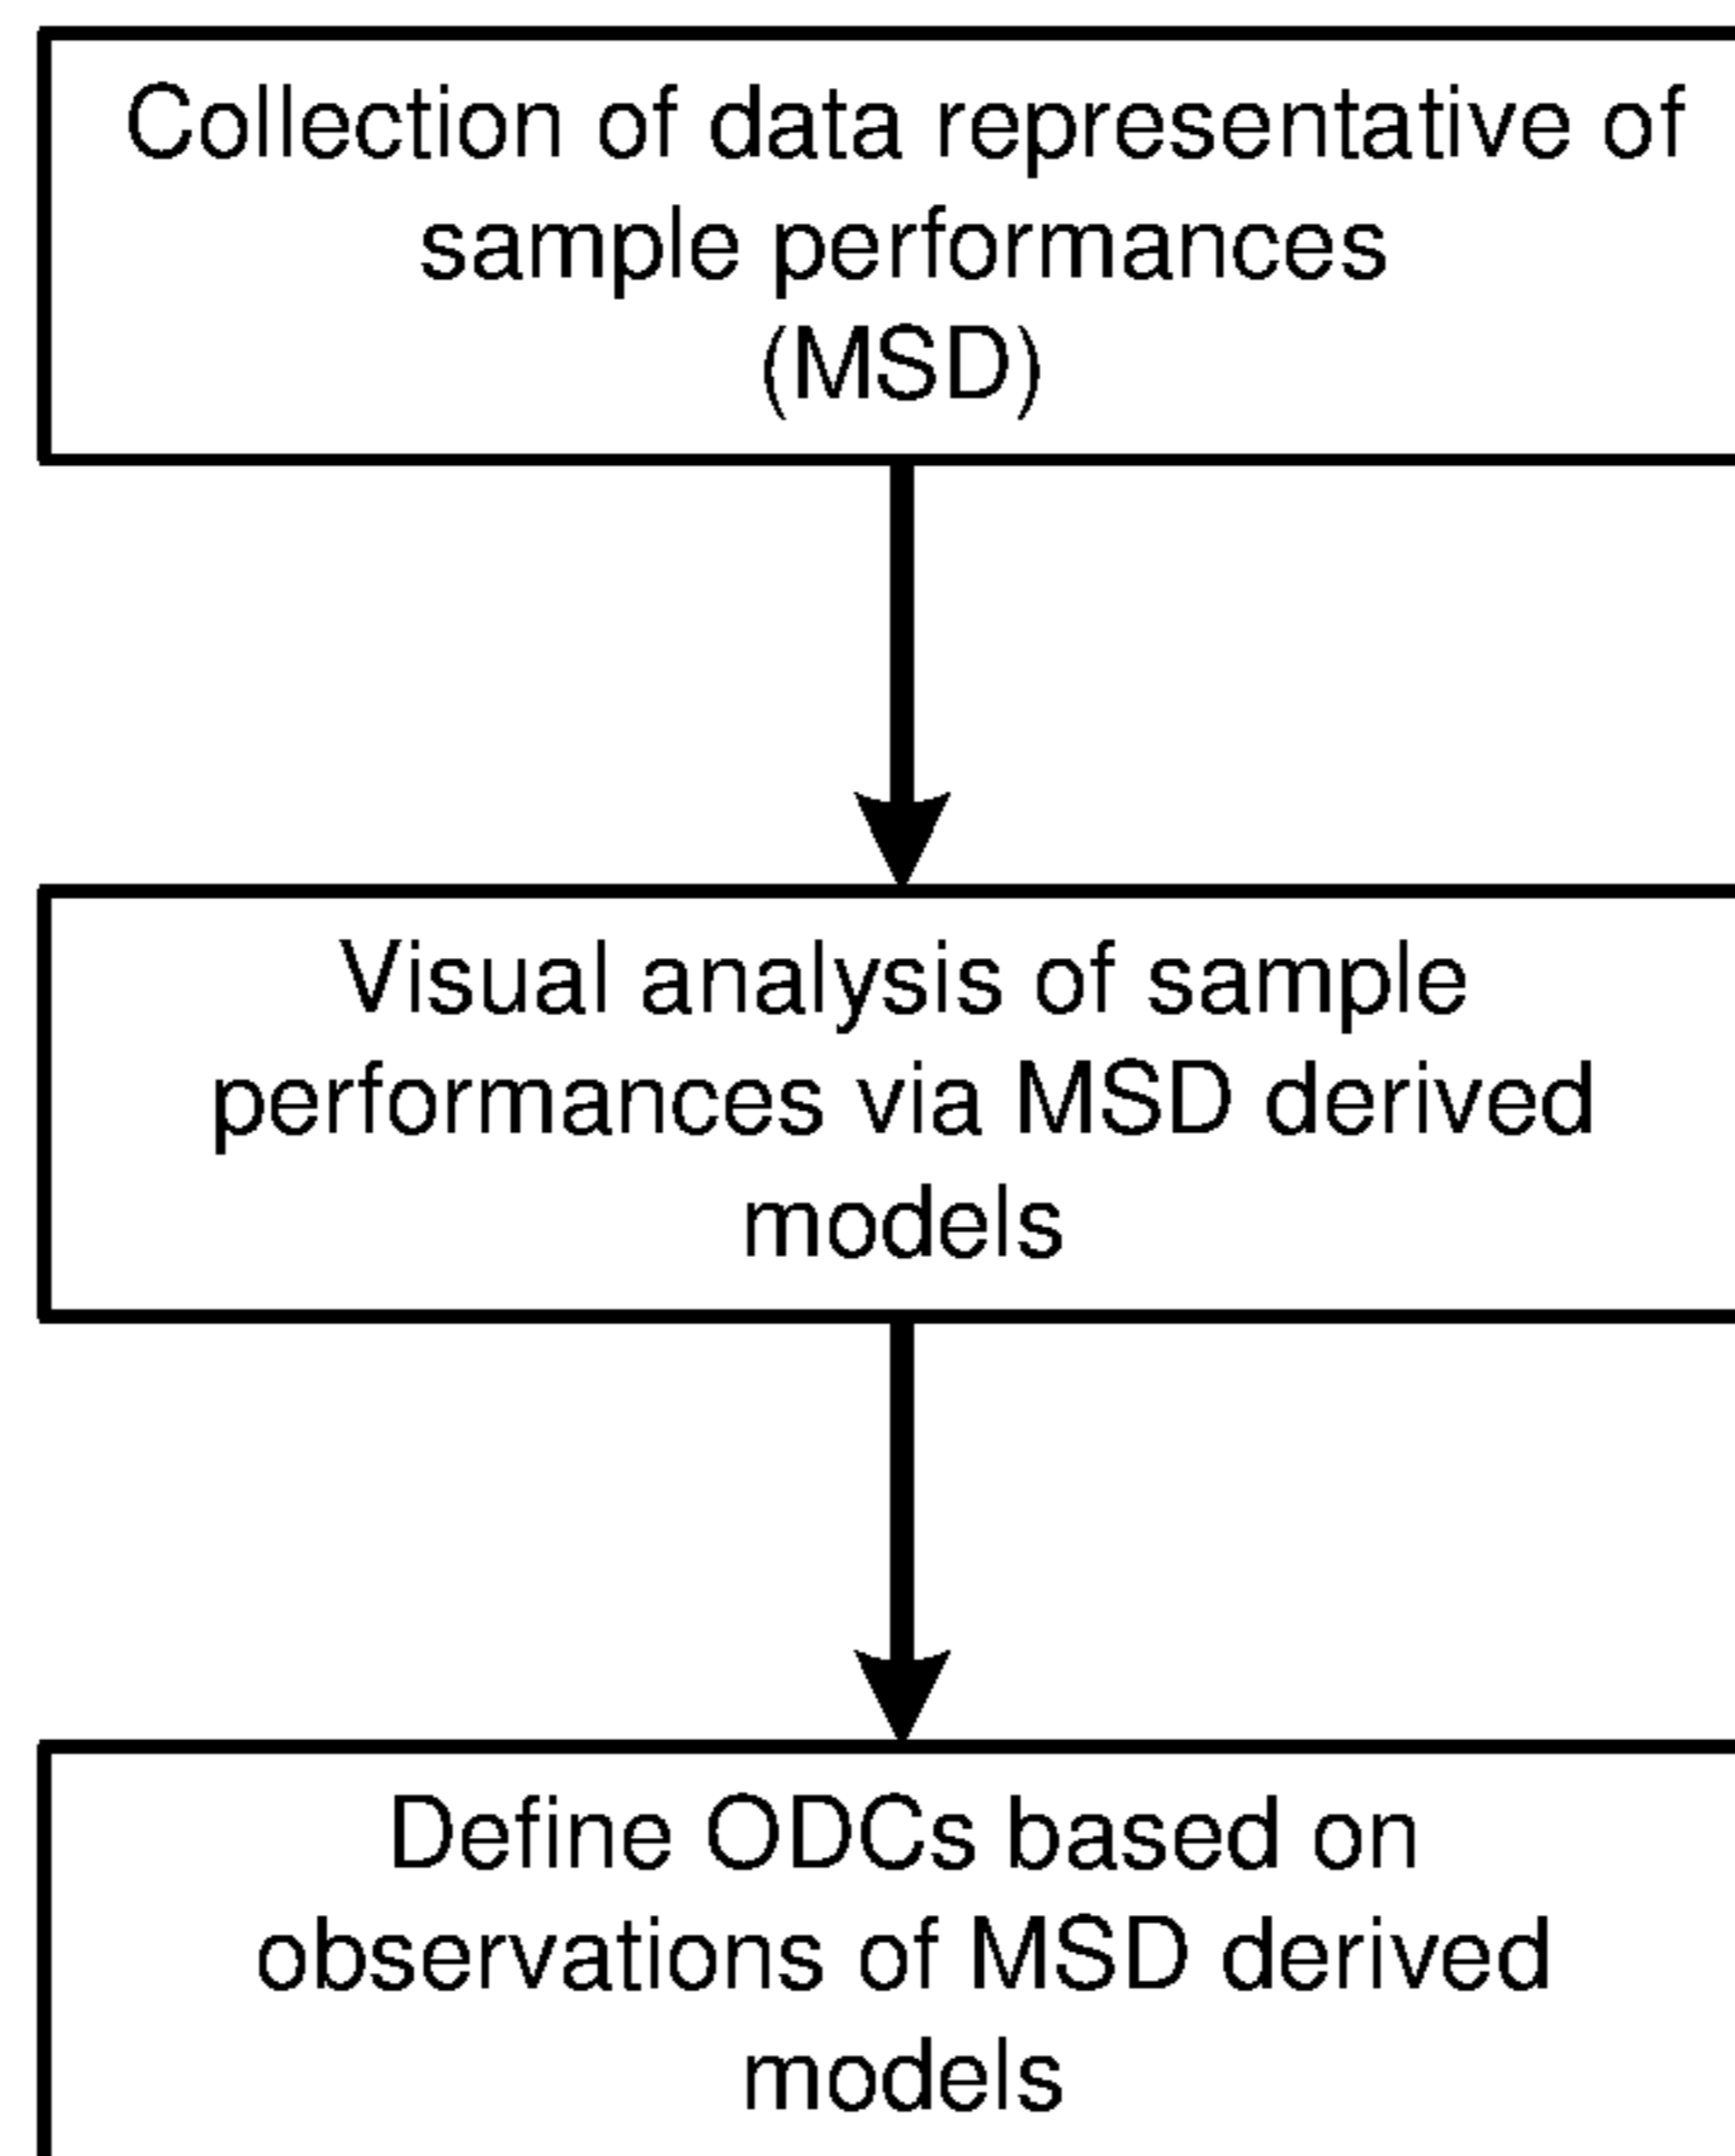 Collection of data representative of
sample performances
(MSD)
Visual analysis of sample
performances via MSD derived
models
Define ODCs based on
observations of MSD derived
models